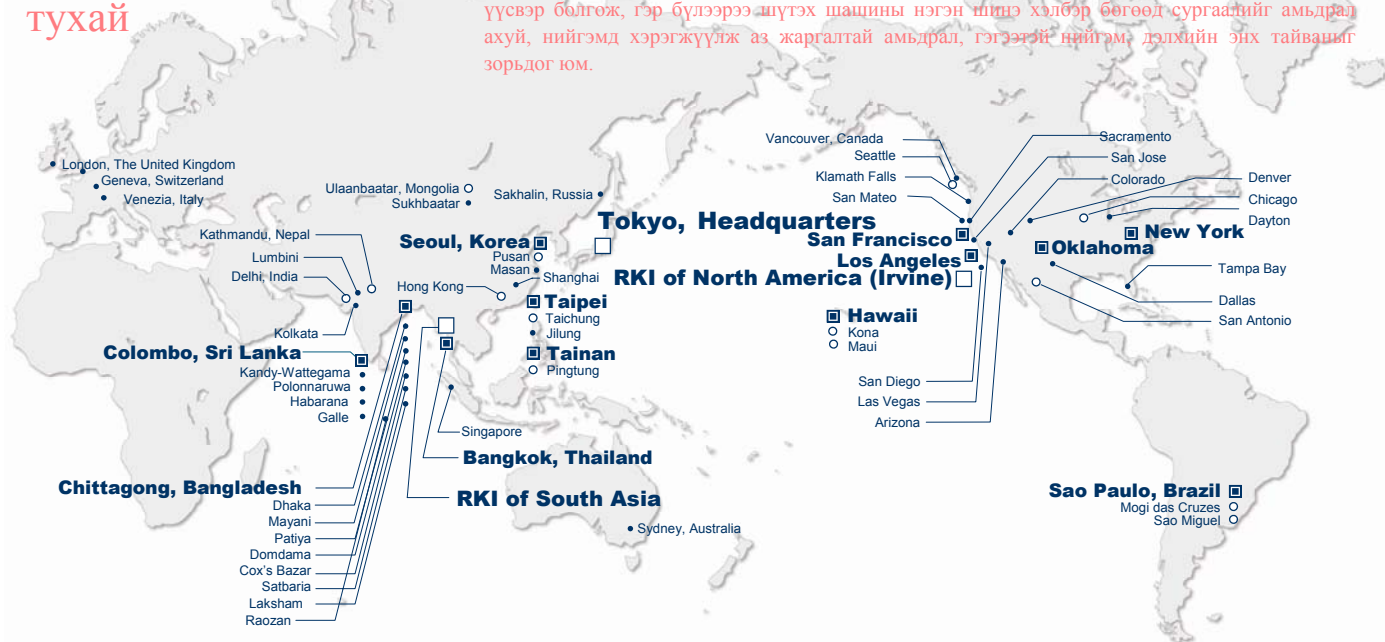 тухай
үүсвэр болгож, гэр бүлээрээ шүтэх шашины нэгэн шинэ хэлбэр бөгөөд сургаалийг амьдрал
ахуй, нийгэмд хэрэгжүүлж аз жаргалтай амьдрал, гэгээтэй нийгэм, дэлхийн энх тайваныг
зорьдог юм.
London, The United Kingdom
Geneva, Switzerland
Venezia, Italy
Ulaanbaatar, Mongolia
Sukhbaatar
Sakhalin, Russia
Tokyo, Headquarters
Kathmandu, Nepal
Lumbini
Delhi, India
Kolkata
Seoul, Korea
Pusan
Masan
Shanghai
Hong Kong
Taipei
Taichung
Jilung
Tainan
Pingtung
Colombo, Sri Lanka
Kandy-Wattegama
Polonnaruwa
Habarana
Galle
Singapore
Bangkok, Thailand
RKI of South Asia
Chittagong, Bangladesh
Dhaka
Mayani
Patiya
Domdama
Cox's Bazar
Satbaria
Laksham
Raozan
Sydney, Australia
Vancouver, Canada
Seattle
Klamath Falls
San Mateo
San Francisco
Los Angeles
RKI of North America (Irvine)
Hawaii
Kona
Maui
San Diego
Las Vegas
Arizona
Sacramento
San Jose
Colorado
Denver
Chicago
Dayton
New York
Oklahoma
Tampa Bay
Dallas
San Antonio
Sao Paulo, Brazil
Mogi das Cruzes
Sao Miguel